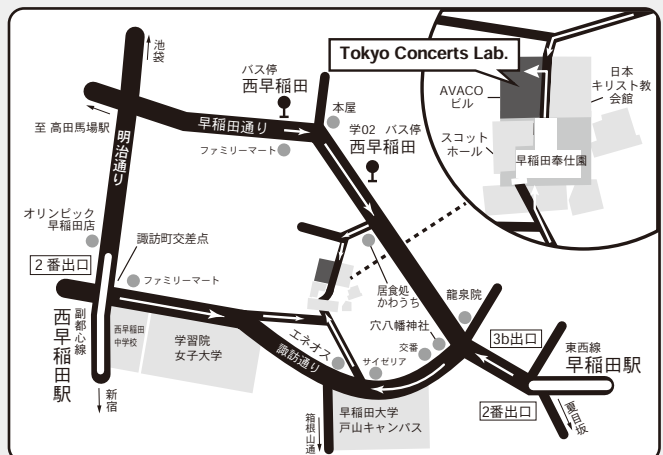 池袋
バス停
西早稲田
本屋
至 高田馬場駅
早稲田通り
ファミリーマート
学02 バス停
西早稲田
明治通り
Tokyo Concerts Lab.
AVACO
ビル
日本
キリスト教
会館
スコット
ホール
早稲田奉仕園
オリンピック
早稲田店
諏訪町交差点
2番出口
ファミリーマート
副都心線
西早稲田駅
西早稲田
中学校
学習院
女子大学
新宿
エネオス
諏訪通り
サイゼリア
居食処
かわうち
龍泉院
穴八幡神社
交番
3b出口
東西線
早稲田駅
2番出口
夏目坂
箱根山通
早稲田大学
戸山キャンパス